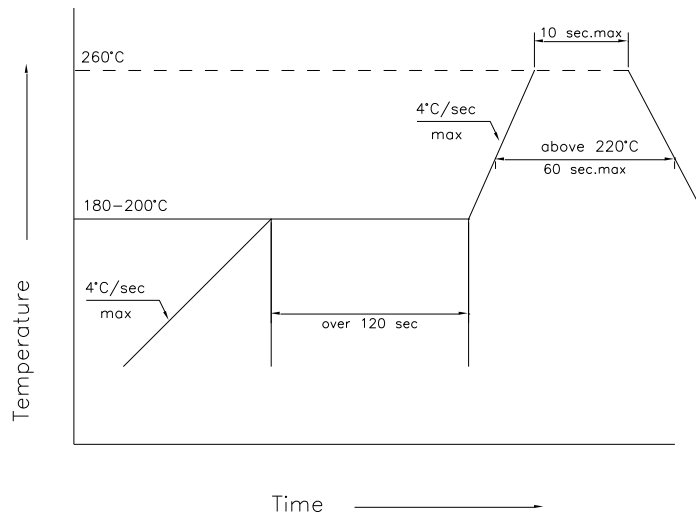 10 sec.max
260°C
4°C/sec
max
above 220°C
60 sec.max
180-200°C
4°C/sec
max
over 120 sec
Temperature
Time